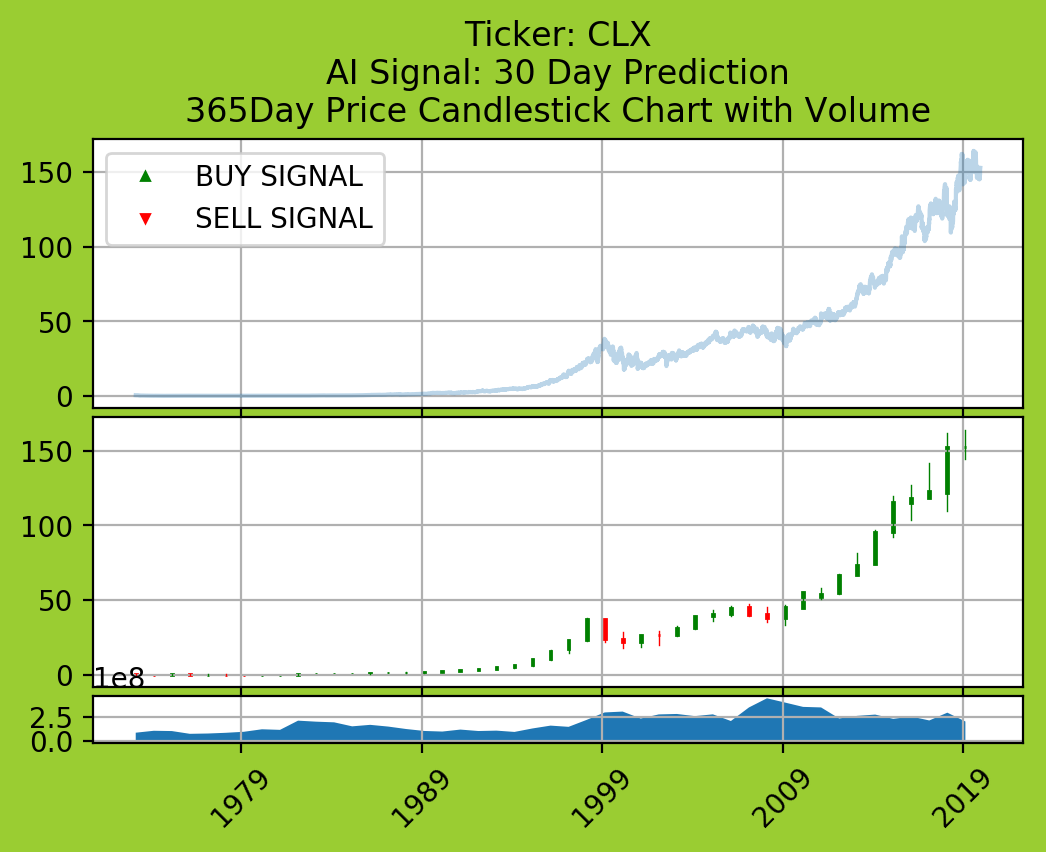 Ticker: CLX
AI Signal: 30 Day Prediction
365Day Price Candlestick Chart with Volume
BUY SIGNAL
SELL SIGNAL
150
100
50
0
150
100
50
0
1e8
2.5
0.0
1979
1989
1999
2009
2019